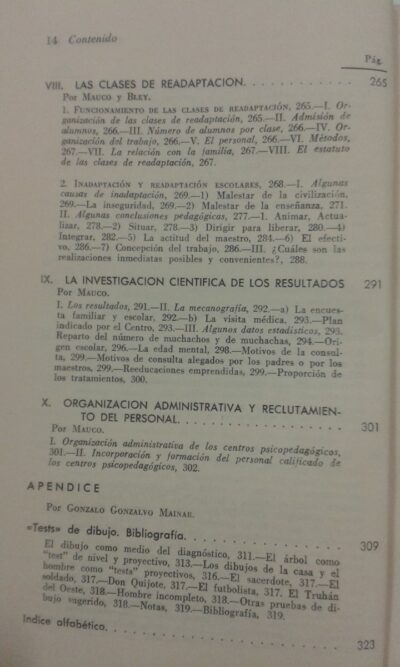 14 Contenido
Pág.
VIII. LAS CLASES DE READAPTACION. . . . . . . . . . . . 265
Por Mauco y Bley.
1. Funcionamiento de las clases de readaptación, 265.—I. Or-
ganización de las clases de readaptación, 265.—II. Admisión de
alumnos, 266.—III. Número de alumnos por clase, 266.—IV. Or-
ganización del trabajo, 266.—V. El personal, 266.—VI. Métodos,
267.—VII. La relación con la familia, 267.—VIII. El estatuto
de las clases de readaptación, 267.
2. Inadaptación y readaptación escolares, 268.—I. Algunas
causas de inadaptación, 269.—1) Malestar de la civilización,
269.—La inseguridad, 269.—2) Malestar de la enseñanza, 271.
II. Algunas conclusiones pedagógicas, 277.—1. Animar, Actua-
lizar, 278.—2) Situar, 278.—3) Dirigir para liberar, 280.—4)
Integrar, 282.—5) La actitud del maestro, 284.—6) El efecti-
vo, 286.—7) Concepción del trabajo, 286.—III. ¿Cuáles son las
realizaciones inmediatas posibles y convenientes?, 288.
IX. LA INVESTIGACION CIENTIFICA DE LOS RESULTADOS 291
Por Mauco.
I. Los resultados, 291.—II. La mecanografía, 292.—a) La encues-
ta familiar y escolar, 292.—b) La visita médica. 293.—Plan
indicado por el Centro, 293.—III. Algunos datos estadísticos, 293.
Reparto del número de muchachos y de muchachas, 294.—Ori-
gen escolar, 296.—La edad mental, 298.—Motivos de la consul-
ta, 299.—Motivos de consulta alegados por los padres o por los
maestros, 299.—Reeducaciones emprendidas, 299.—Proporción de
los tratamientos, 300.
X. ORGANIZACION ADMINISTRATIVA Y RECLUTAMIEN-
TO DEL PERSONAL. . . . . . . . . . . . . . . . 301
Por Mauco.
I. Organización administrativa de los centros psicopedagógicos,
301.—II. Incorporación y formación del personal calificado de
los centros psicopedagógicos, 302.
APENDICE
Por Gonzalo Gonzalvo Mainar.
«Tests» de dibujo. Bibliografía. . . . . . . . . . . . . . . . 309
El dibujo como medio del diagnóstico, 311.—El árbol como
"test" de nivel y proyectivo, 313.—Los dibujos de la casa y el
hombre como "tests" proyectivos, 316.—El sacerdote, 317.—El
soldado, 317.—Don Quijote, 317.—El futbolista, 317. El Truhán
del Oeste, 318.—Hombre incompleto, 318.—Otras pruebas de di-
bujo sugerido, 318.—Notas, 319.—Bibliografía, 319.
Indice alfabético. . . . . . . . . . . . . . . . . . . . . . . 323